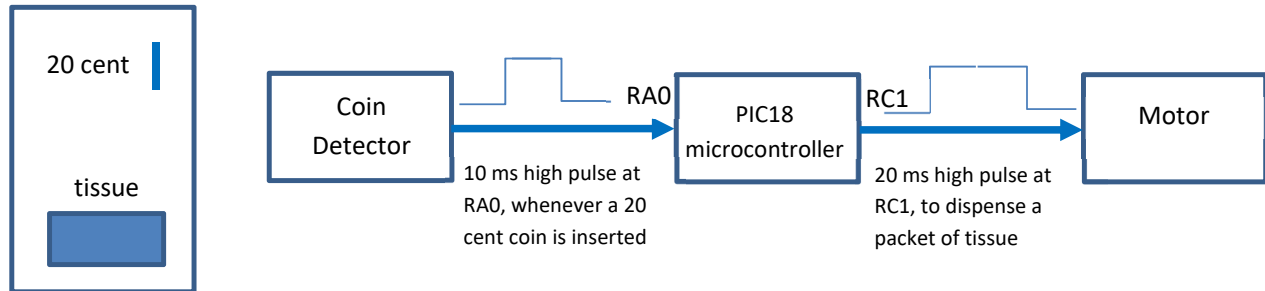 20 cent
tissue
Coin
Detector
RA0
10 ms high pulse at
RA0, whenever a 20
cent coin is inserted
PIC18
microcontroller
RC1
20 ms high pulse at
RC1, to dispense a
packet of tissue
Motor